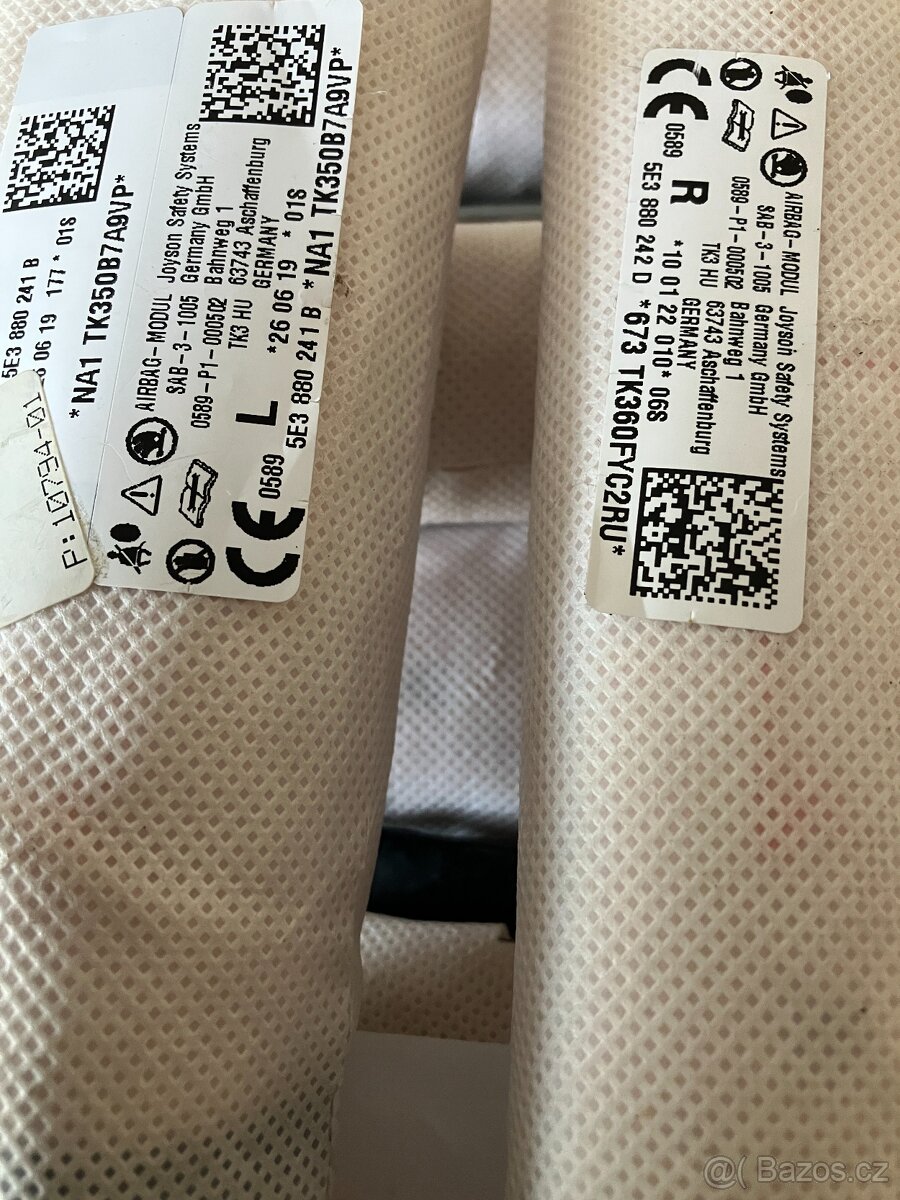 5E3 880 241 B
06 19 177 * 01S
*NA1 TK350B7A9VP*
P: 10794-01
AIRBAG-MODUL Joyson Safety Systems
SAB-3-1005 Germany GmbH
0589-P1-000502 Bahnweg 1
TK3 HU 63743 Aschaffenburg
GERMANY
L *26 06 19 * 01S
CE 0589 5E3 880 241 B *NA1 TK350B7A9VP*
AIRBAG-MODUL Joyson Safety Systems
SAB-3-1005 Germany GmbH
0589-P1-000502 Bahnweg 1
TK3 HU 63743 Aschaffenburg
GERMANY
R *10 01 22 010* 06S
CE 0589 5E3 880 242 D *673 TK360FYC2RU*
@( Bazos.cz